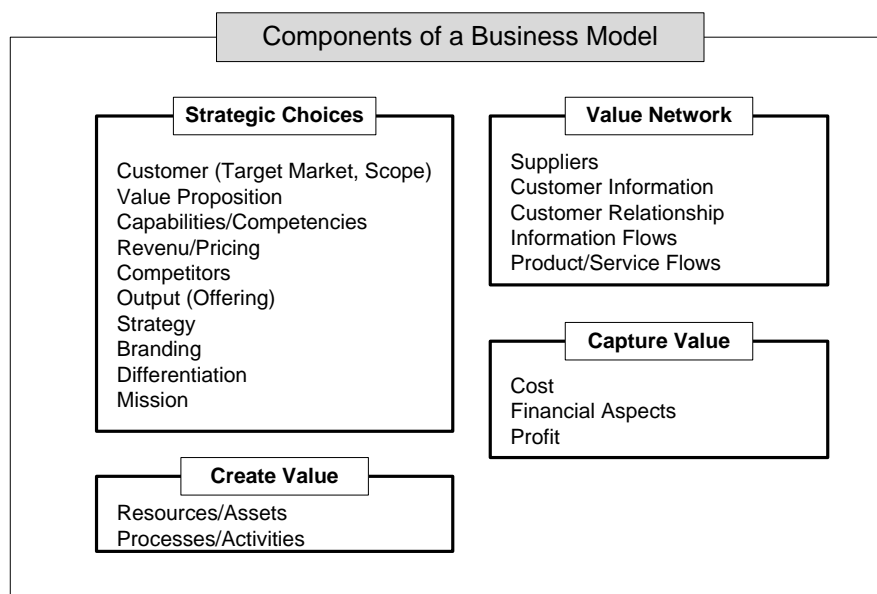 Components of a Business Model
Strategic Choices
Customer (Target Market, Scope)
Value Proposition
Capabilities/Competencies
Revenu/Pricing
Competitors
Output (Offering)
Strategy
Branding
Differentiation
Mission
Value Network
Suppliers
Customer Information
Customer Relationship
Information Flows
Product/Service Flows
Capture Value
Cost
Financial Aspects
Profit
Create Value
Resources/Assets
Processes/Activities